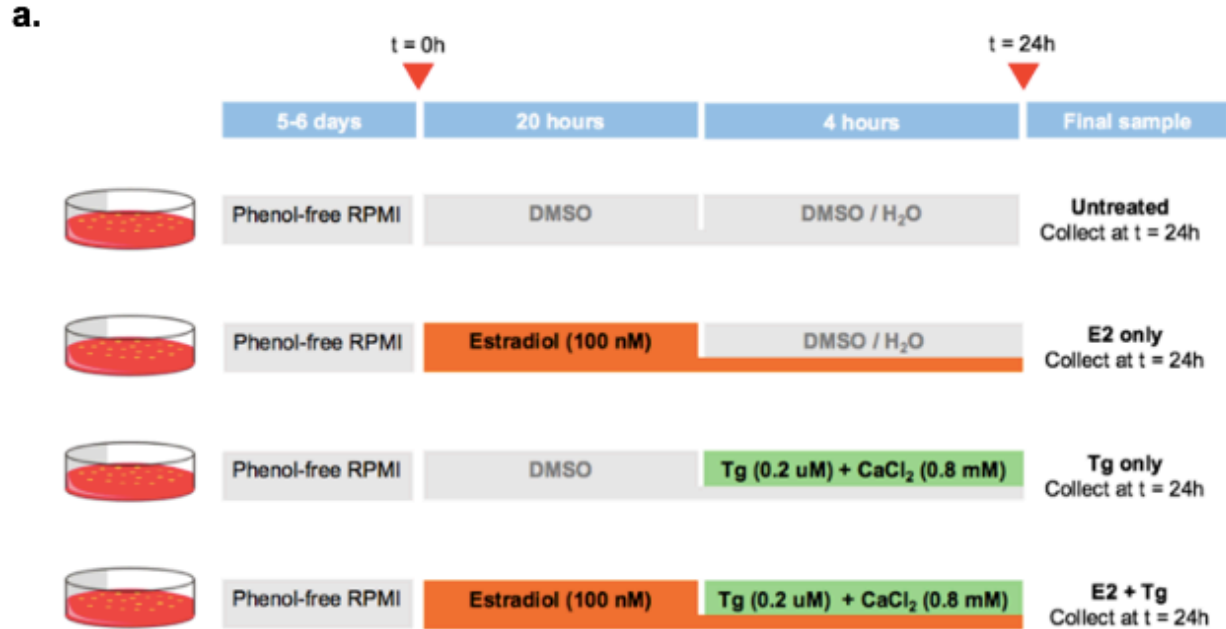 a.
t = 0h t = 24h
5-6 days 20 hours 4 hours Final sample
Phenol-free RPMI DMSO DMSO / H₂O Untreated
Collect at t = 24h
Phenol-free RPMI Estradiol (100 nM) DMSO / H₂O E2 only
Collect at t = 24h
Phenol-free RPMI DMSO Tg (0.2 uM) + CaCl₂ (0.8 mM) Tg only
Collect at t = 24h
Phenol-free RPMI Estradiol (100 nM) Tg (0.2 uM) + CaCl₂ (0.8 mM) E2 + Tg
Collect at t = 24h